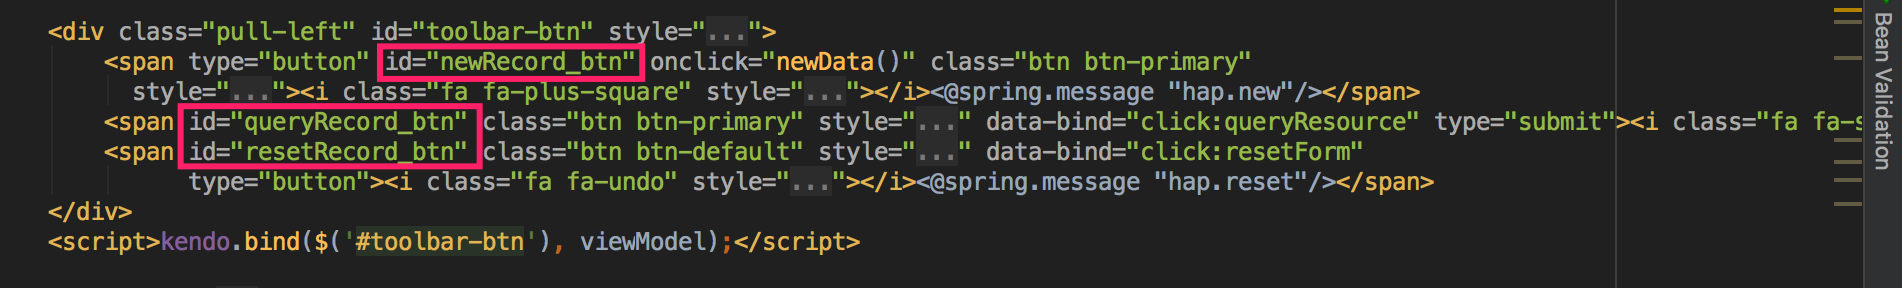 <div class="pull-left" id="toolbar-btn" style="...">
<span type="button" id="newRecord_btn" onclick="newData()" class="btn btn-primary"
style="..."><i class="fa fa-plus-square" style="..."></i><@spring.message "hap.new"/></span>
<span id="queryRecord_btn" class="btn btn-primary" style="..." data-bind="click:queryResource" type="submit"><i class="fa fa-s
<span id="resetRecord_btn" class="btn btn-default" style="..." data-bind="click:resetForm"
type="button"><i class="fa fa-undo" style="..."></i><@spring.message "hap.reset"/></span>
</div>
<script>kendo.bind($('#toolbar-btn'), viewModel);</script>
Bean Validation